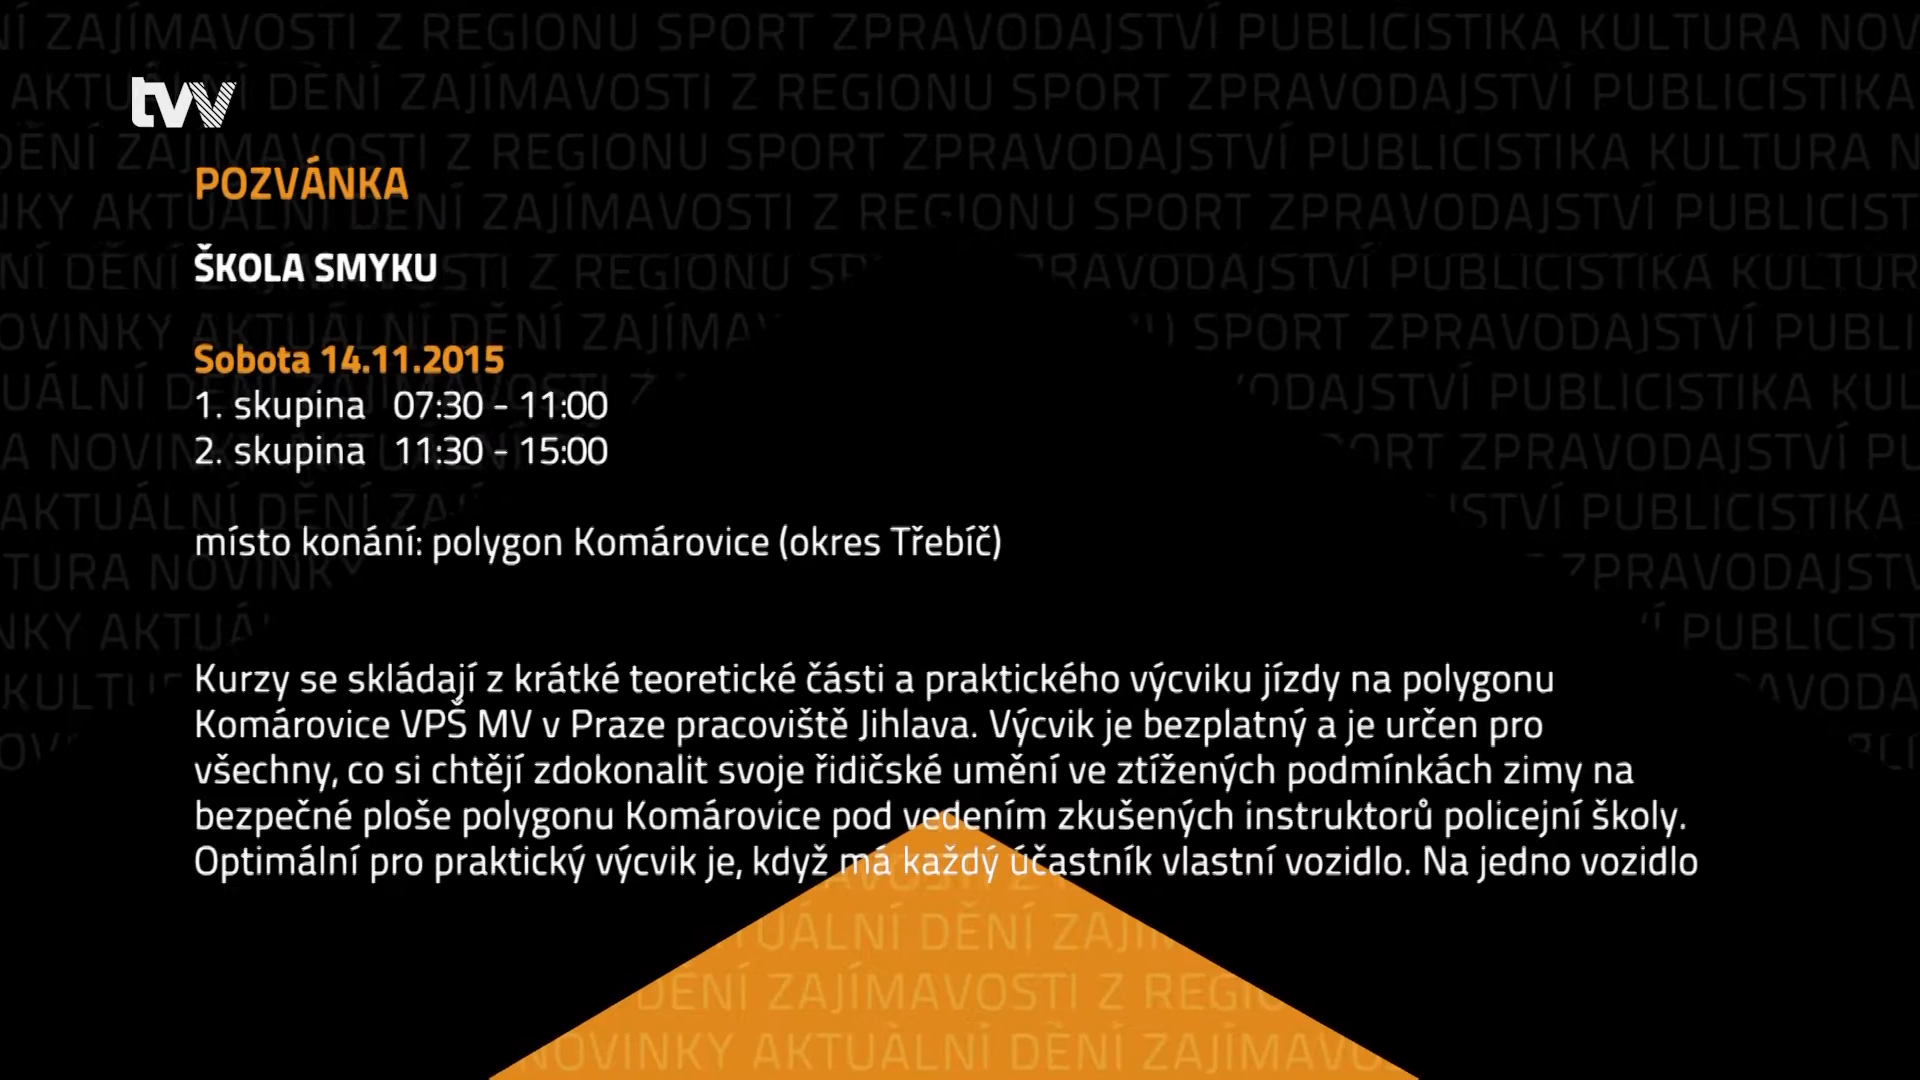 tvv
POZVÁNKA
ŠKOLA SMYKU
Sobota 14.11.2015
1. skupina 07:30 - 11:00
2. skupina 11:30 - 15:00
místo konání: polygon Komárovice (okres Třebíč)
Kurzy se skládají z krátké teoretické části a praktického výcviku jízdy na polygonu
Komárovice VPŠ MV v Praze pracoviště Jihlava. Výcvik je bezplatný a je určen pro
všechny, co si chtějí zdokonalit svoje řidičské umění ve ztížených podmínkách zimy na
bezpečné ploše polygonu Komárovice pod vedením zkušených instruktorů policejní školy.
Optimální pro praktický výcvik je, když má každý účastník vlastní vozidlo. Na jedno vozidlo